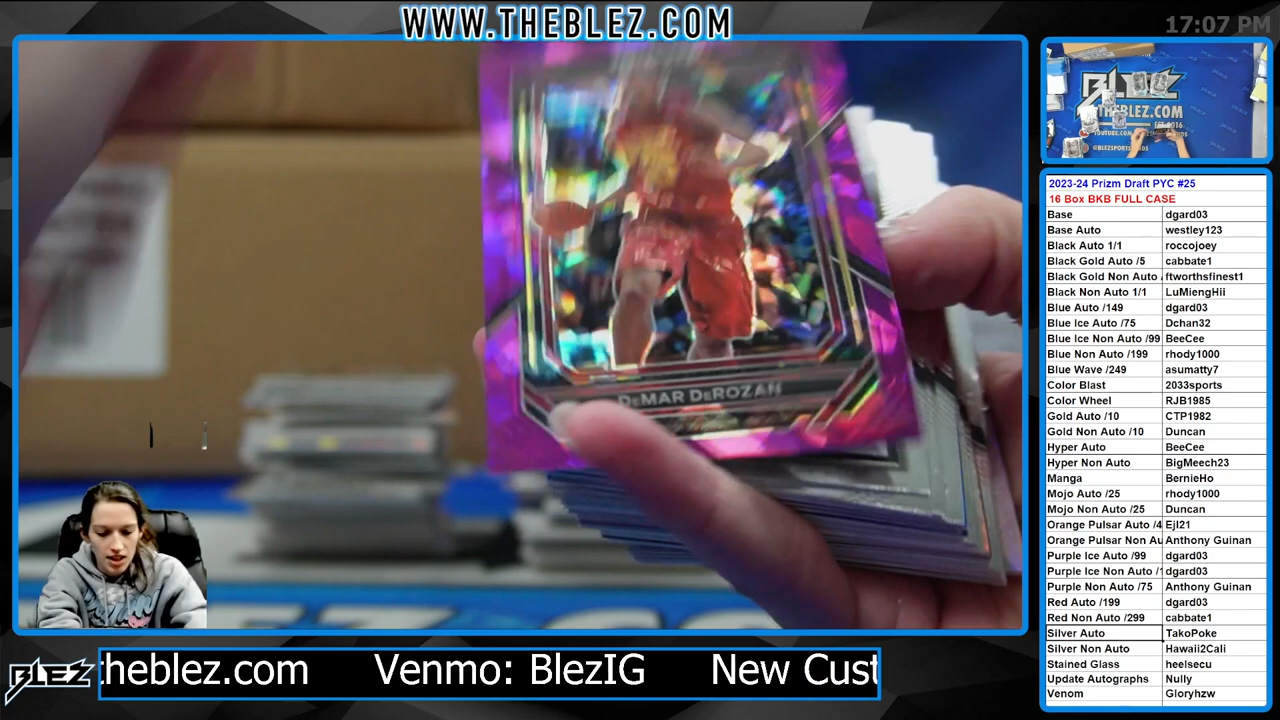 WWW.THEBLEZ.COM
17:07 PM
DEMAR DEROZAN
BLEZ
THEBLEZ.COM
2023-24 Prizm Draft PYC #25
16 Box BKB FULL CASE
Base dgard03
Base Auto westley123
Black Auto 1/1 roccojoey
Black Gold Auto /5 cabbate1
Black Gold Non Auto ftworthsfinest1
Black Non Auto 1/1 LuMiengHii
Blue Auto /149 dgard03
Blue Ice Auto /75 Dchan32
Blue Ice Non Auto /99 BeeCee
Blue Non Auto /199 rhody1000
Blue Wave /249 asumatty7
Color Blast 2033sports
Color Wheel RJB1985
Gold Auto /10 CTP1982
Gold Non Auto /10 Duncan
Hyper Auto BeeCee
Hyper Non Auto BigMeech23
Manga BernieHo
Mojo Auto /25 rhody1000
Mojo Non Auto /25 Duncan
Orange Pulsar Auto /4 Ejl21
Orange Pulsar Non Au Anthony Guinan
Purple Ice Auto /99 dgard03
Purple Ice Non Auto /1 dgard03
Purple Non Auto /75 Anthony Guinan
Red Auto /199 dgard03
Red Non Auto /299 cabbate1
Silver Auto TakoPoke
Silver Non Auto Hawaii2Cali
Stained Glass heelsecu
Update Autographs Nully
Venom Gloryhzw
BLEZ
theblez.com Venmo: BlezIG New Cust